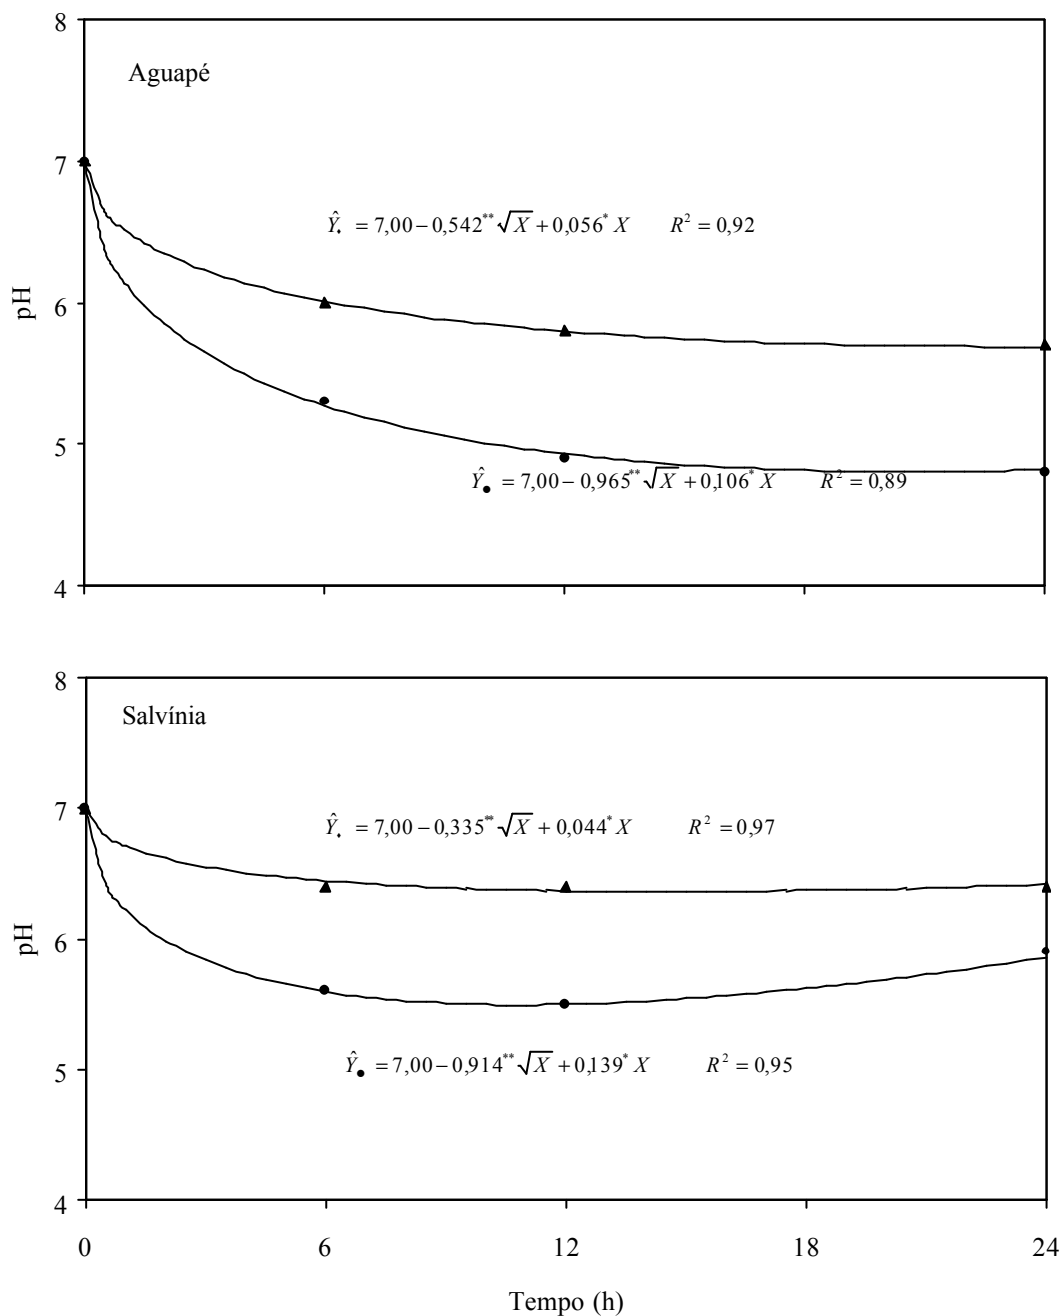 8
Aguapé
7
Ŷ▲ = 7,00 − 0,542** √X + 0,056* X R² = 0,92
6
pH
5
Ŷ● = 7,00 − 0,965** √X + 0,106* X R² = 0,89
4
8
Salvínia
7
Ŷ▲ = 7,00 − 0,335** √X + 0,044* X R² = 0,97
6
pH
5
Ŷ● = 7,00 − 0,914** √X + 0,139* X R² = 0,95
4
0 6 12 18 24
Tempo (h)